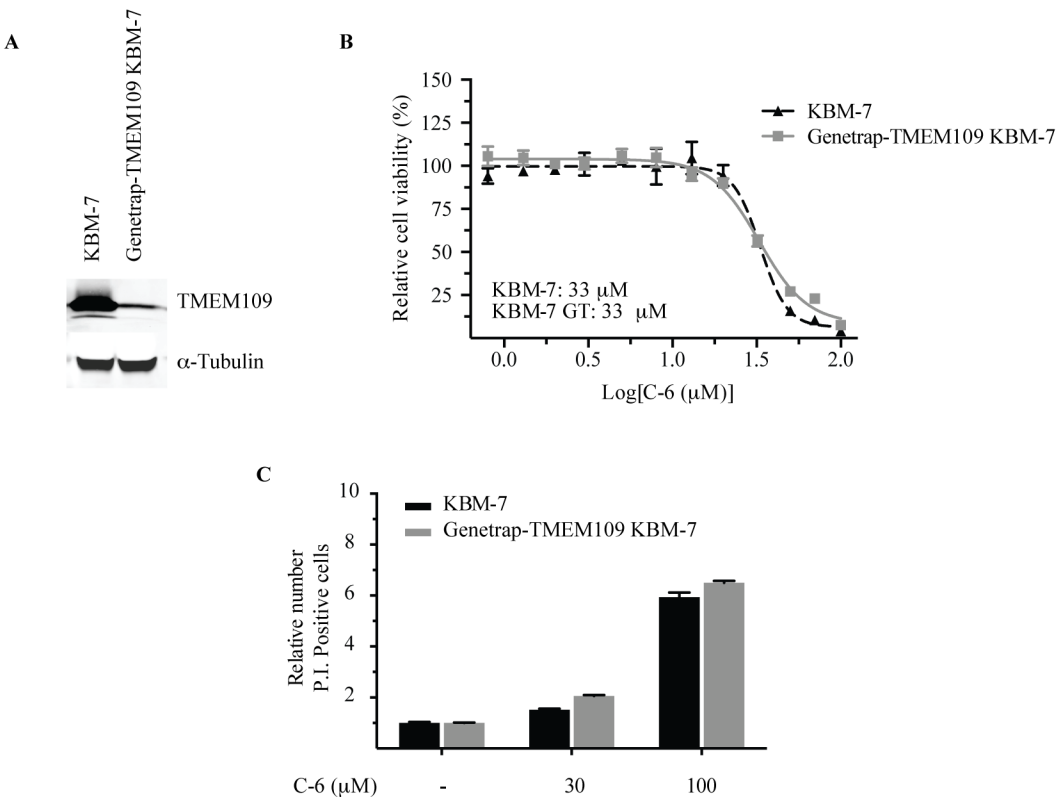 A
KBM-7
Genetrap-TMEM109 KBM-7
TMEM109
α-Tubulin
B
Relative cell viability (%)
150
125
100
75
50
25
KBM-7
Genetrap-TMEM109 KBM-7
KBM-7: 33 µM
KBM-7 GT: 33 µM
0.0 0.5 1.0 1.5 2.0
Log[C-6 (µM)]
C
Relative number
P.I. Positive cells
10
8
6
4
2
KBM-7
Genetrap-TMEM109 KBM-7
C-6 (µM) - 30 100